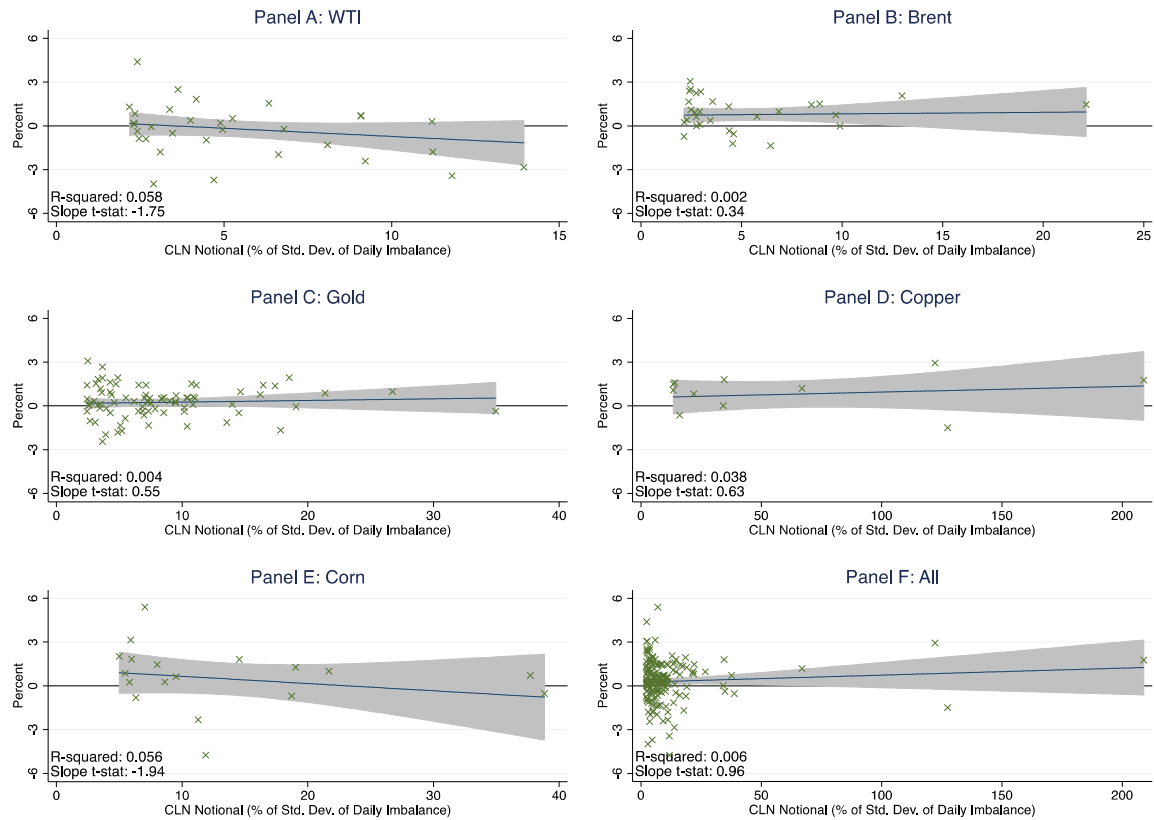 Panel A: WTI
Percent
6
3
0
-3
-6
R-squared: 0.058
Slope t-stat: -1.75
0 5 10 15
CLN Notional (% of Std. Dev. of Daily Imbalance)
Panel B: Brent
Percent
6
3
0
-3
-6
R-squared: 0.002
Slope t-stat: 0.34
0 5 10 15 20 25
CLN Notional (% of Std. Dev. of Daily Imbalance)
Panel C: Gold
Percent
6
3
0
-3
-6
R-squared: 0.004
Slope t-stat: 0.55
0 10 20 30 40
CLN Notional (% of Std. Dev. of Daily Imbalance)
Panel D: Copper
Percent
6
3
0
-3
-6
R-squared: 0.038
Slope t-stat: 0.63
0 50 100 150 200
CLN Notional (% of Std. Dev. of Daily Imbalance)
Panel E: Corn
Percent
6
3
0
-3
-6
R-squared: 0.056
Slope t-stat: -1.94
0 10 20 30 40
CLN Notional (% of Std. Dev. of Daily Imbalance)
Panel F: All
Percent
6
3
0
-3
-6
R-squared: 0.006
Slope t-stat: 0.96
0 50 100 150 200
CLN Notional (% of Std. Dev. of Daily Imbalance)